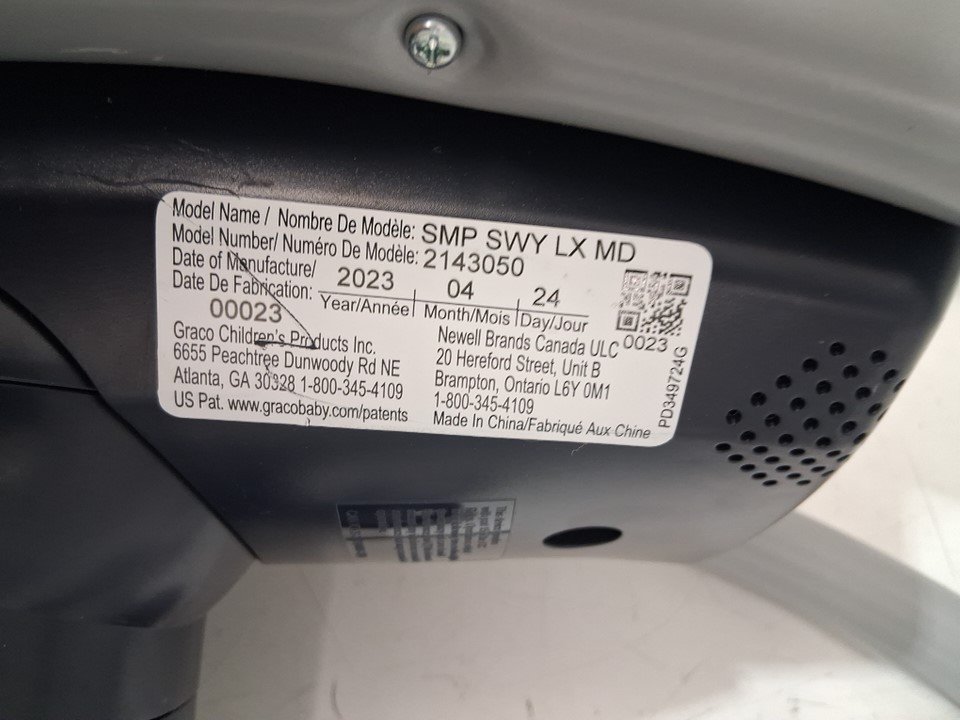 Model Name / Nombre De Modèle: SMP SWY LX MD
Model Number/ Numéro De Modèle: 2143050
Date of Manufacture/
Date De Fabrication: 2023 04 24
Year/Année Month/Mois Day/Jour
00023
Graco Children's Products Inc.
6655 Peachtree Dunwoody Rd NE
Atlanta, GA 30328 1-800-345-4109
US Pat. www.gracobaby.com/patents
Newell Brands Canada ULC
20 Hereford Street, Unit B
Brampton, Ontario L6Y 0M1
1-800-345-4109
Made In China/Fabriqué Aux Chine
0023
PD349724G